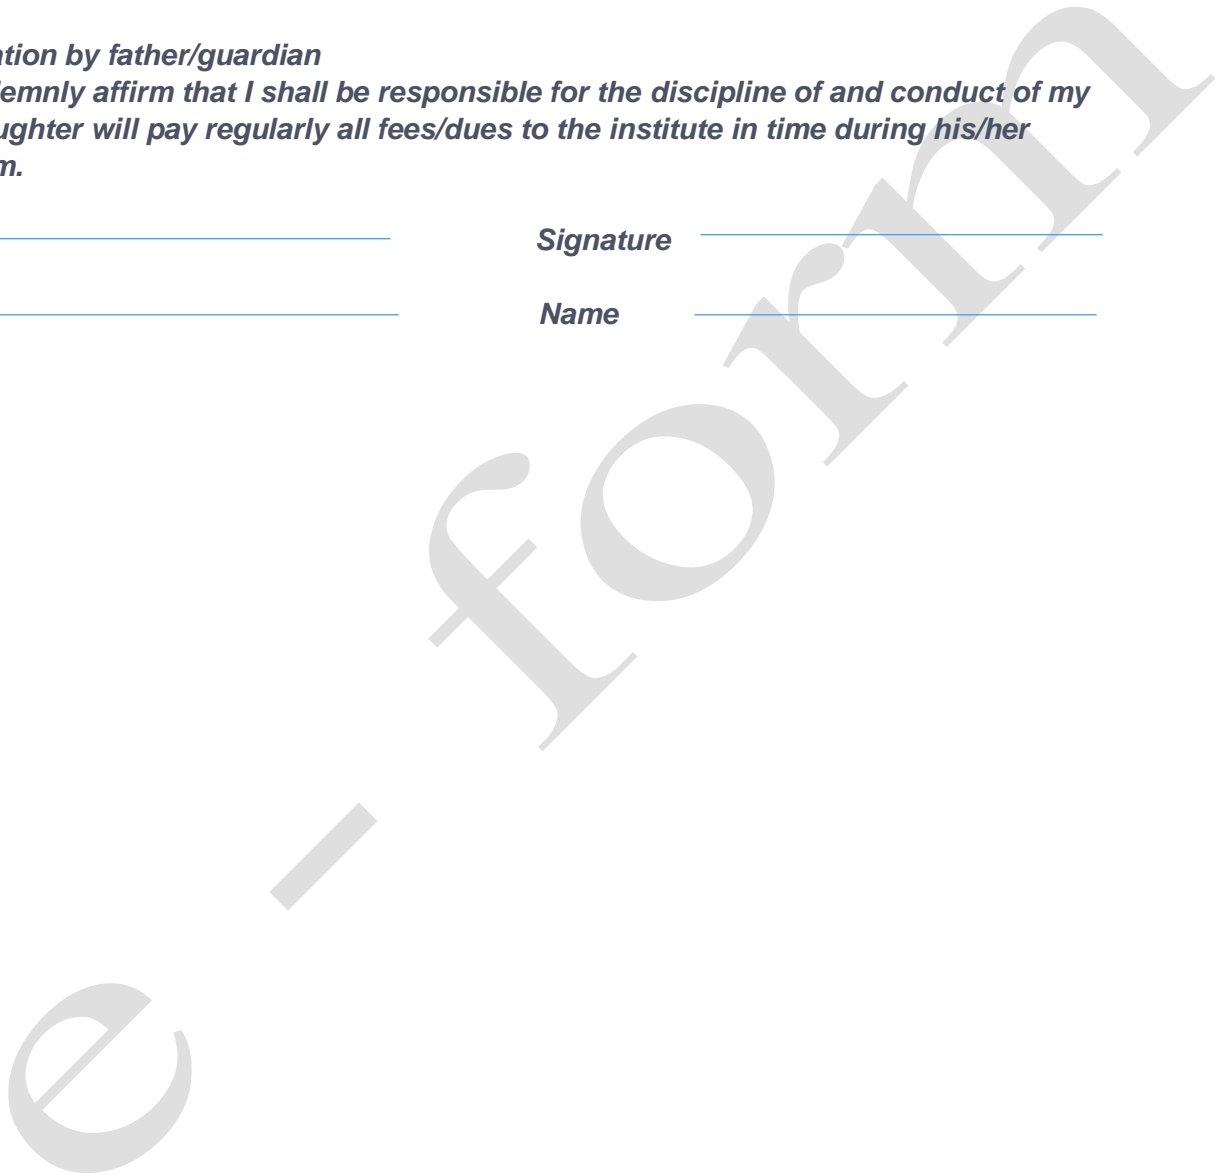 ation by father/guardian
emnly affirm that I shall be responsible for the discipline of and conduct of my
ughter will pay regularly all fees/dues to the institute in time during his/her
m.
Signature
Name
e - form